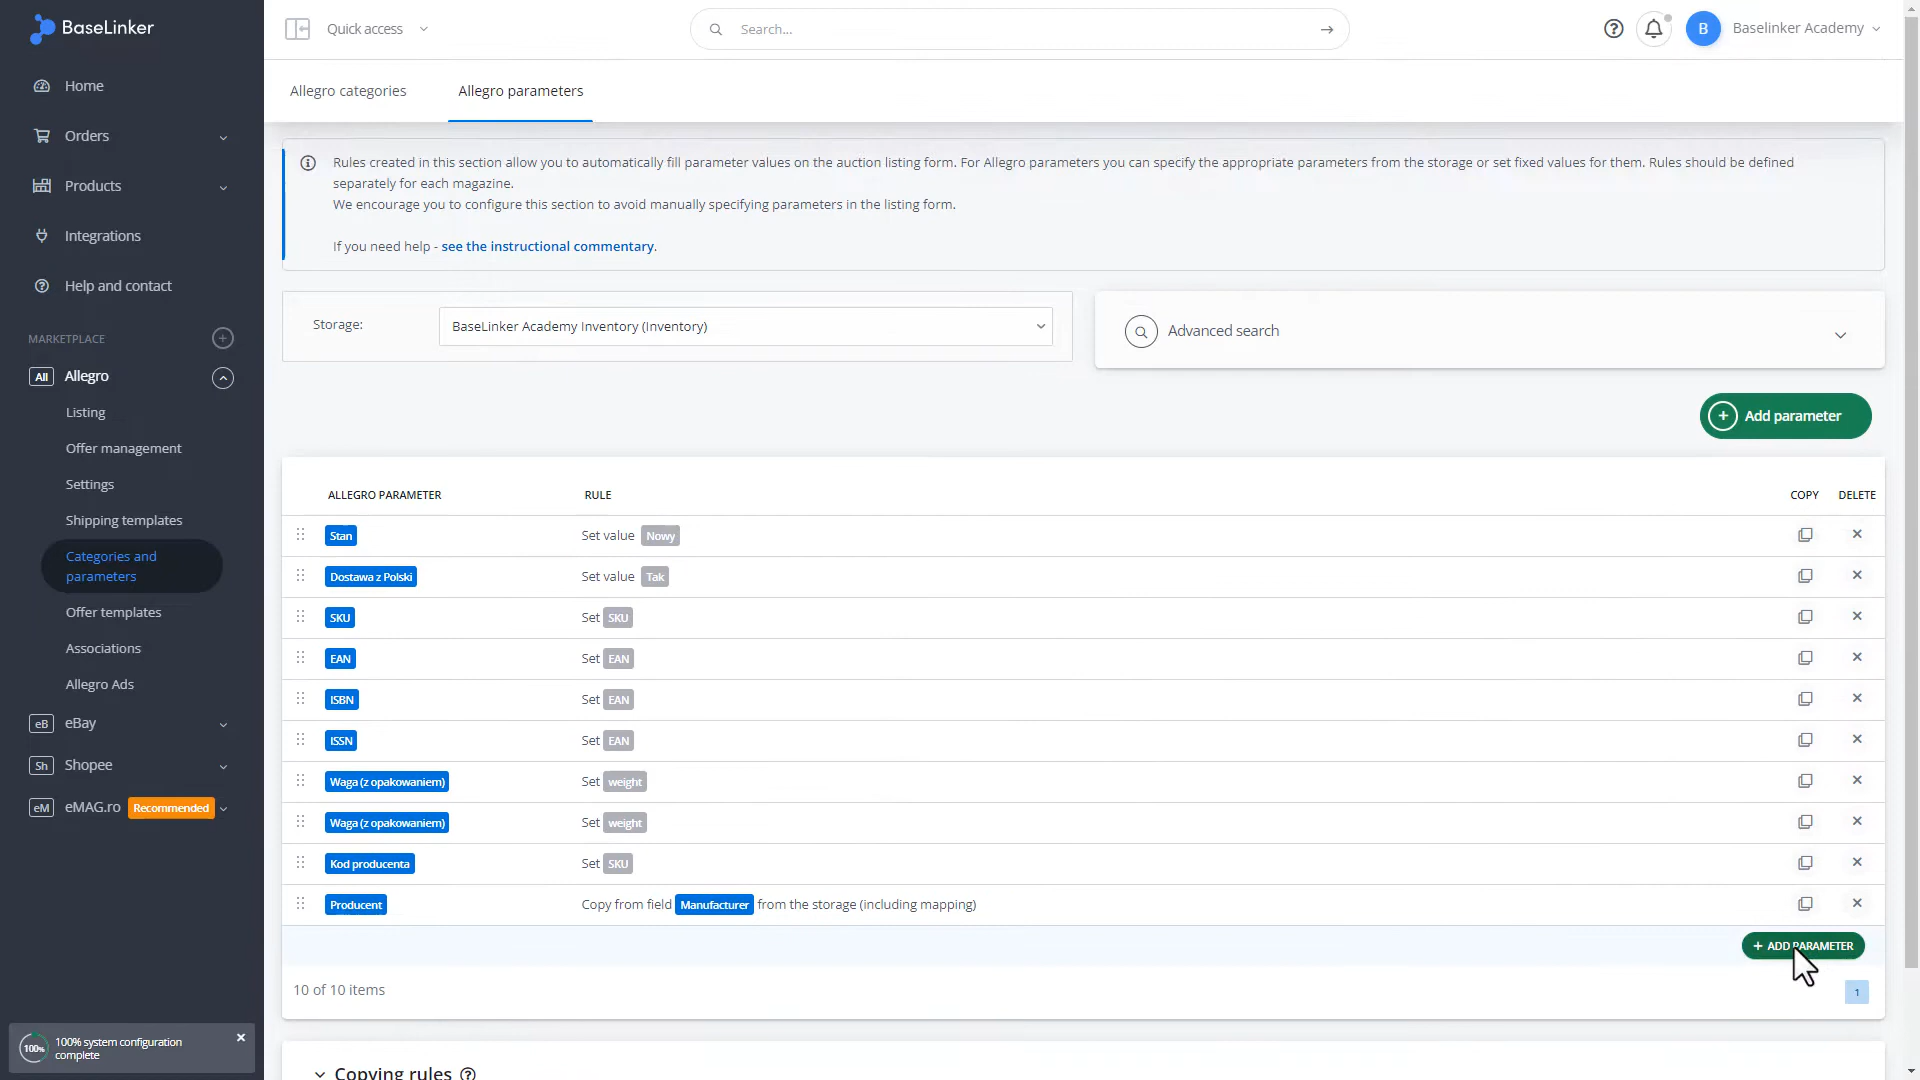 BaseLinker
Quick access
Search...
B
Baselinker Academy
Home
Orders
Products
Integrations
Help and contact
MARKETPLACE
All Allegro
Listing
Offer management
Settings
Shipping templates
Categories and
parameters
Offer templates
Associations
Allegro Ads
eB eBay
Sh Shopee
eM eMAG.ro Recommended
100% 100% system configuration
complete
Allegro categories
Allegro parameters
Rules created in this section allow you to automatically fill parameter values on the auction listing form. For Allegro parameters you can specify the appropriate parameters from the storage or set fixed values for them. Rules should be defined
separately for each magazine.
We encourage you to configure this section to avoid manually specifying parameters in the listing form.
If you need help - see the instructional commentary.
Storage: BaseLinker Academy Inventory (Inventory)
Advanced search
Add parameter
ALLEGRO PARAMETER RULE COPY DELETE
Stan Set value Nowy
Dostawa z Polski Set value Tak
SKU Set SKU
EAN Set EAN
ISBN Set EAN
ISSN Set EAN
Waga (z opakowaniem) Set weight
Waga (z opakowaniem) Set weight
Kod producenta Set SKU
Producent Copy from field Manufacturer from the storage (including mapping)
+ ADD PARAMETER
10 of 10 items
1
Copying rules